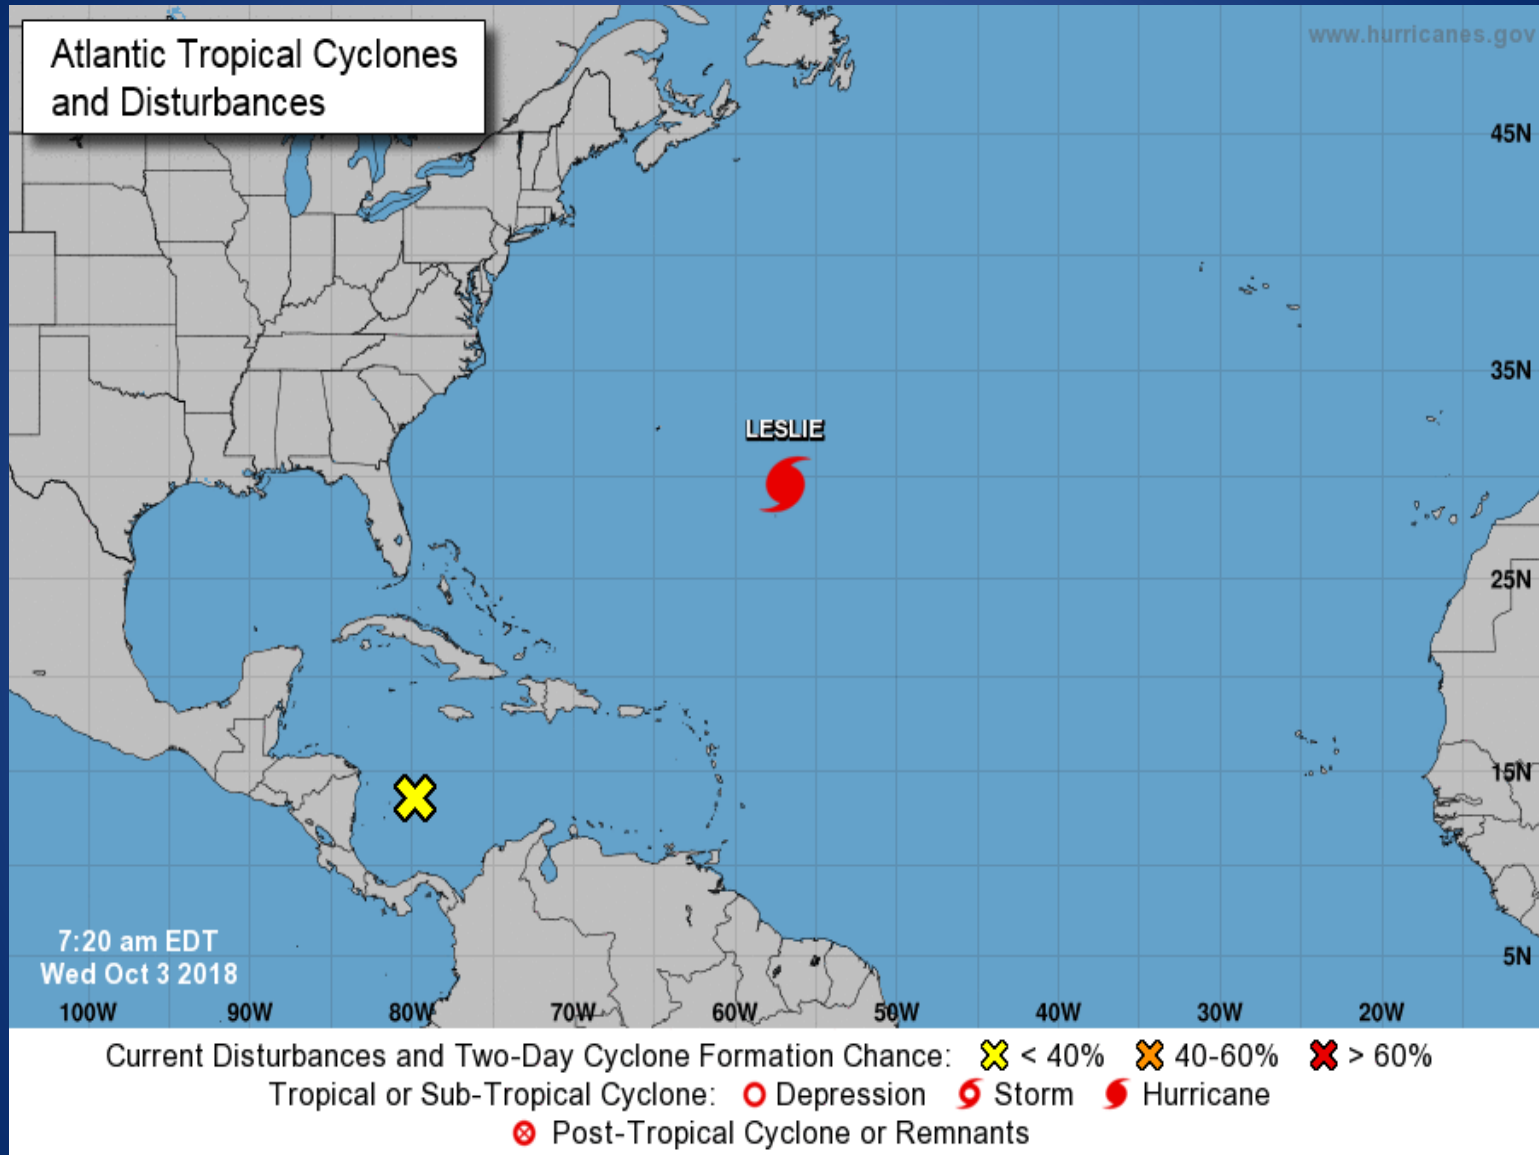 Atlantic Tropical Cyclones
and Disturbances
www.hurricanes.gov
45N
35N
LESLIE
25N
15N
5N
7:20 am EDT
Wed Oct 3 2018
100W 90W 80W 70W 60W 50W 40W 30W 20W
Current Disturbances and Two-Day Cyclone Formation Chance: < 40% 40-60% > 60%
Tropical or Sub-Tropical Cyclone: Depression Storm Hurricane
Post-Tropical Cyclone or Remnants